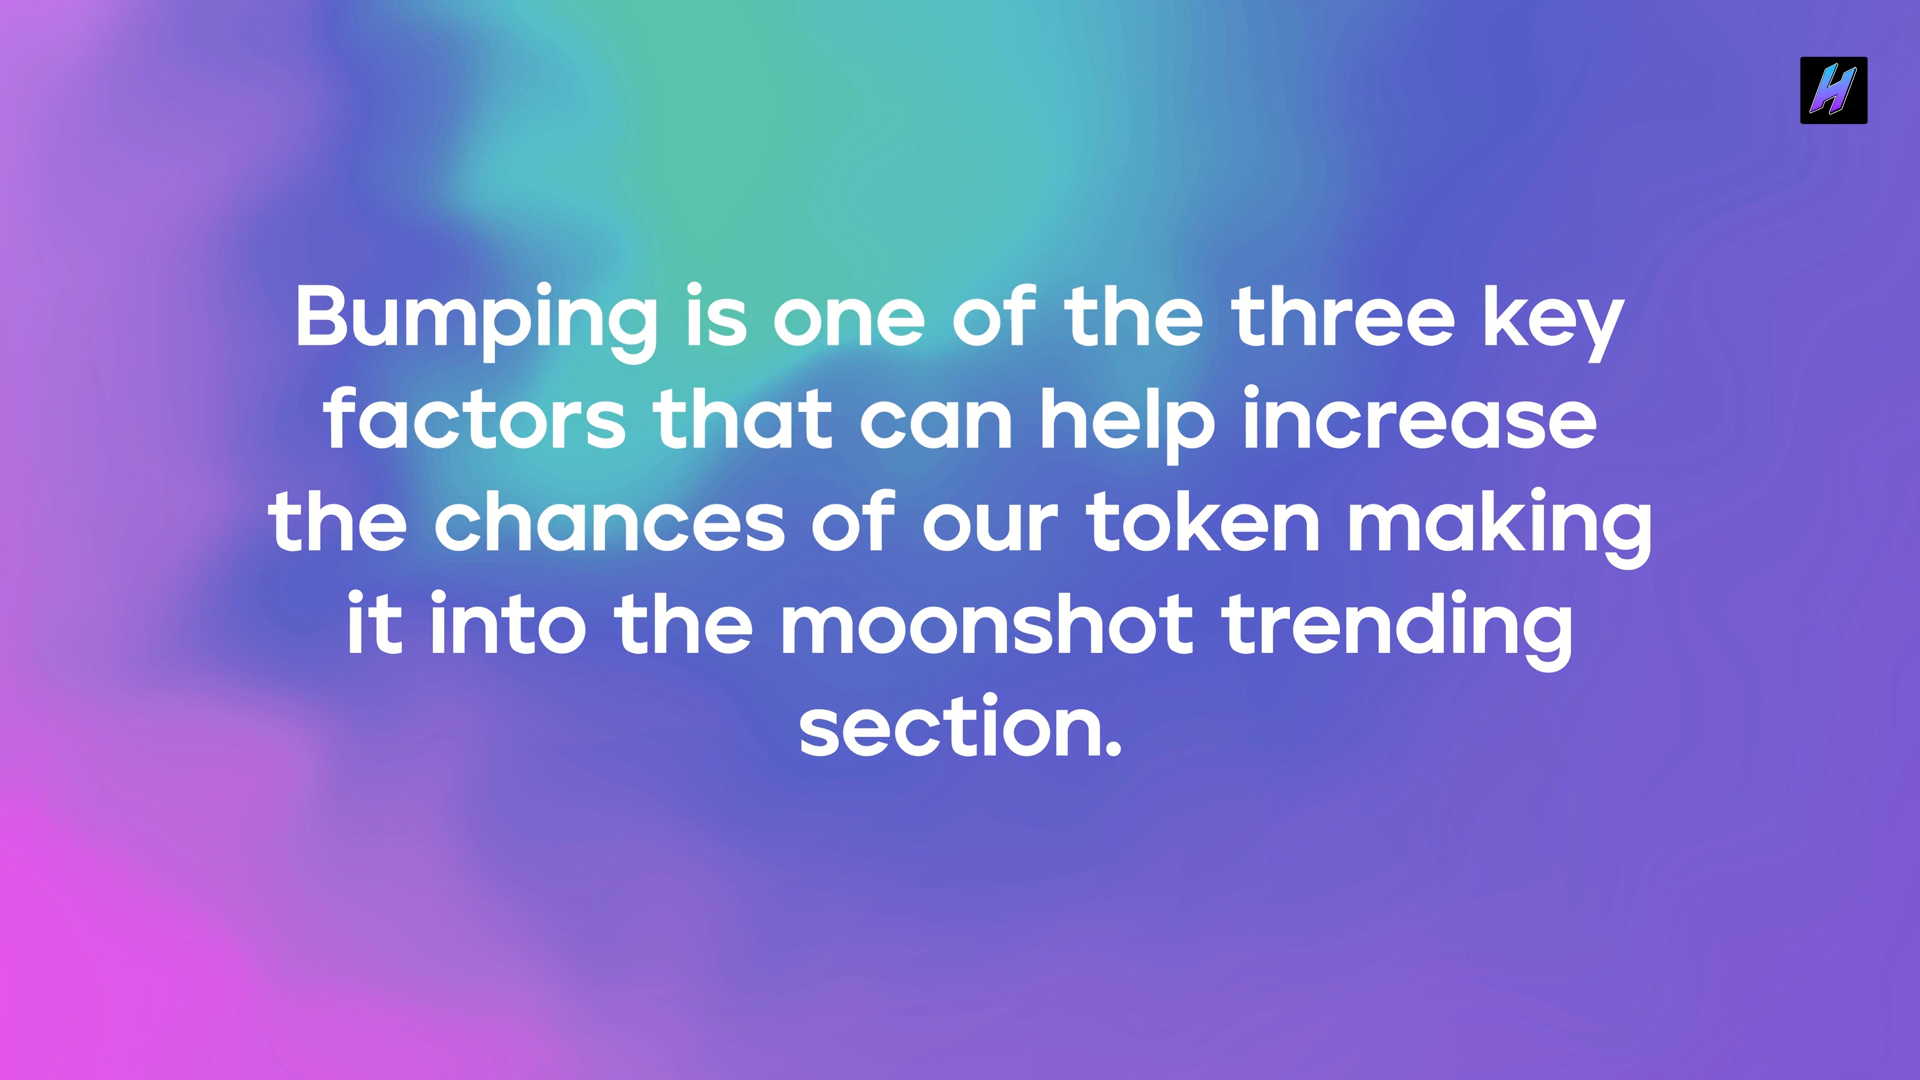 Bumping is one of the three key
factors that can help increase
the chances of our token making
it into the moonshot trending
section.